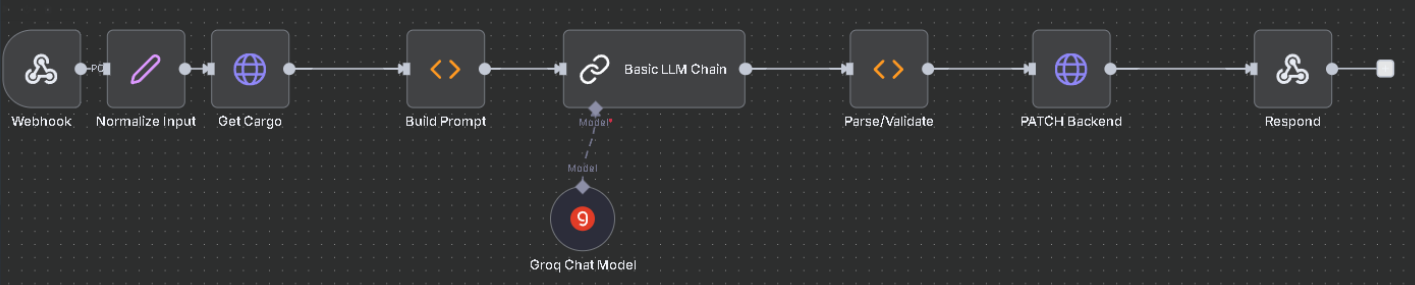 PO
Basic LLM Chain
Webhook
Normalize Input
Get Cargo
Build Prompt
Model*
Parse/Validate
PATCH Backend
Respond
Model
Groq Chat Model